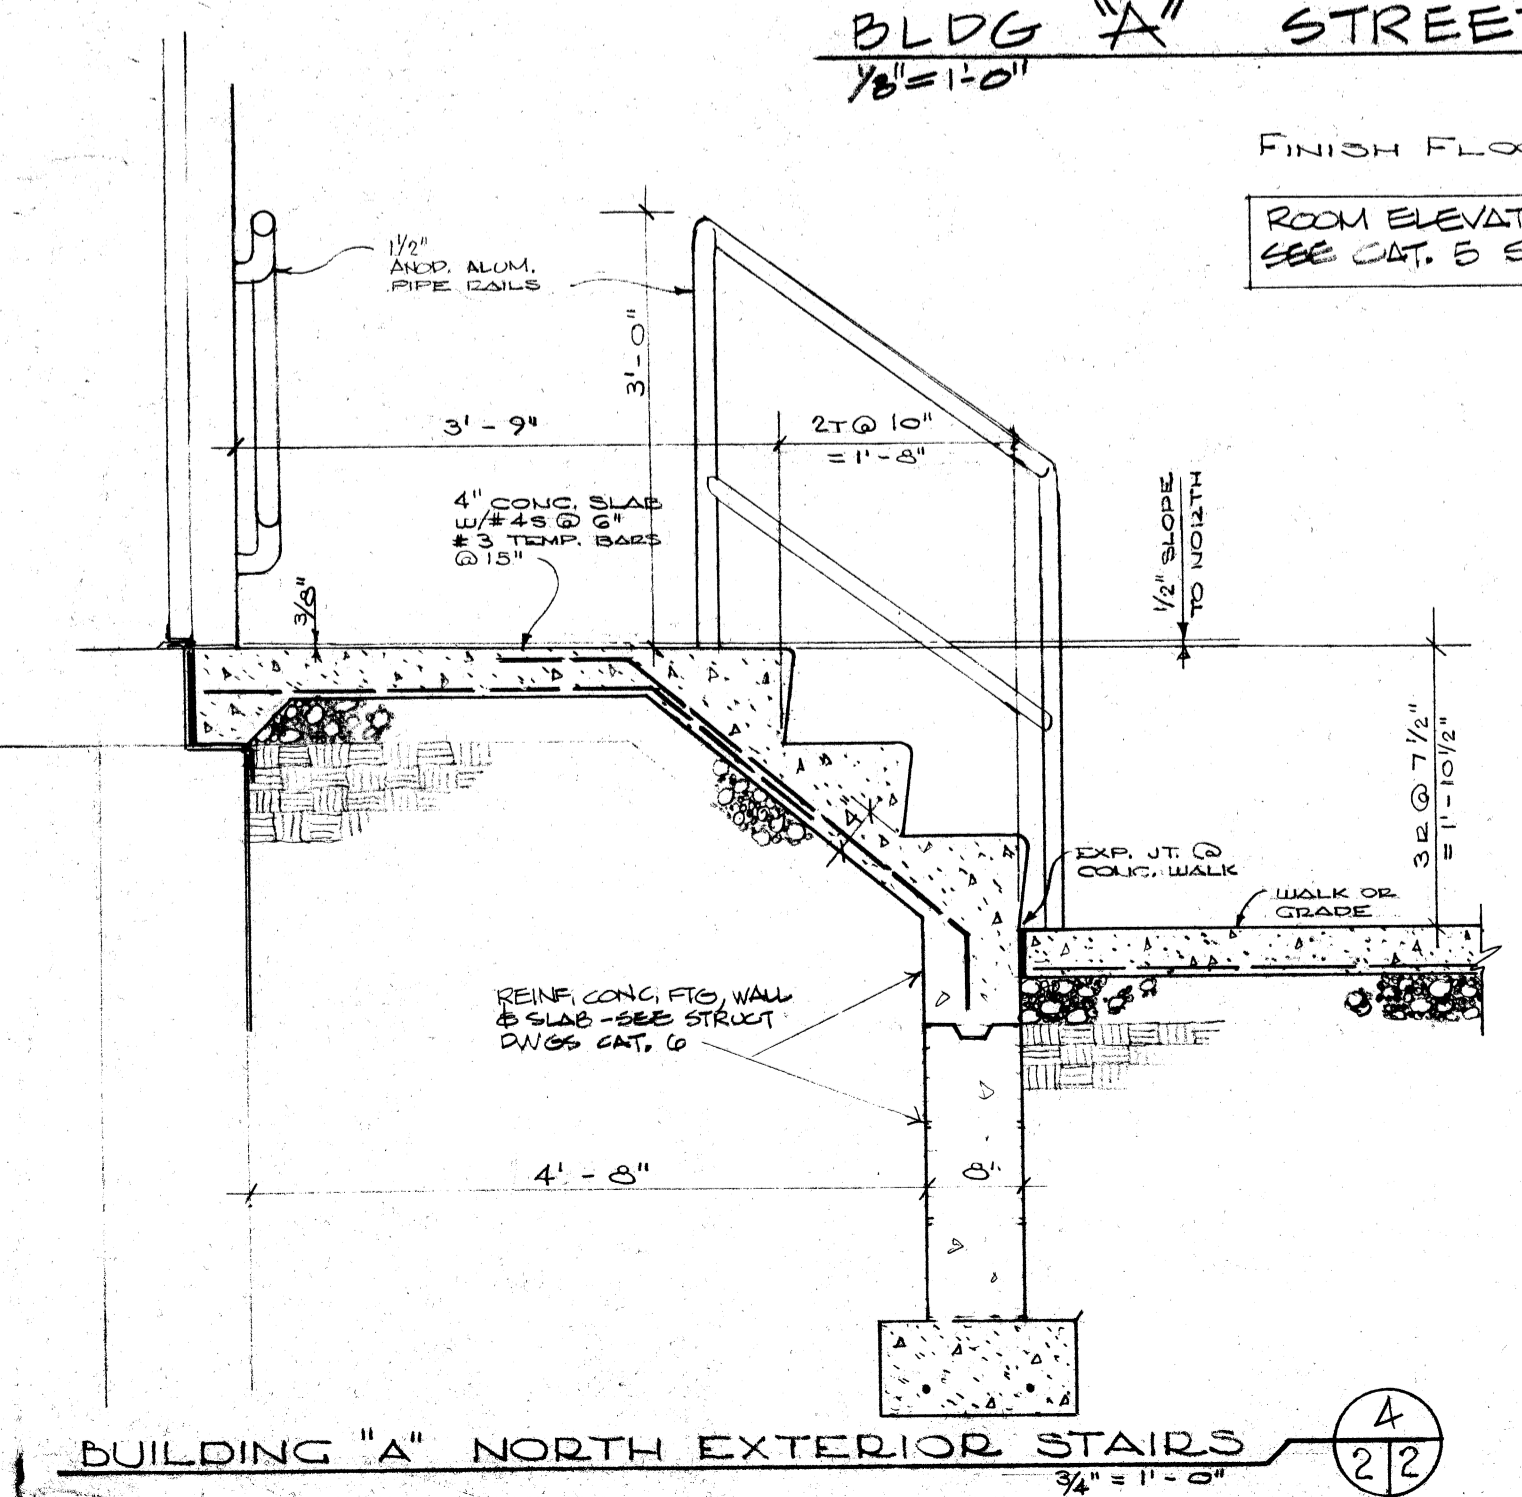 BLDG "A" STREET
1/8"=1'-0"
FINISH FLOO
ROOM ELEVAT
SEE CAT. 5 S
1 1/2"
ANOD. ALUM.
PIPE RAILS
3'-0"
3'-9"
2T@10"
=1'-8"
4" CONC. SLAB
W/#4S @ 6"
#3 TEMP. BARS
@15"
3/8"
1/2" SLOPE
TO NORTH
3R@7 1/2"
=1'-10 1/2"
EXP. JT. @
CONC. WALK
WALK OR
GRADE
REINF. CONC. FTG, WALL
& SLAB-SEE STRUCT
DWGS CAT. 6
4'-8"
8"
BUILDING "A" NORTH EXTERIOR STAIRS
3/4"=1'-0"
4
2|2